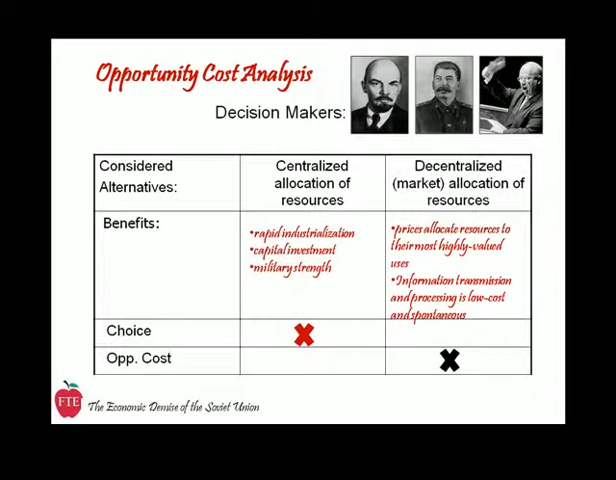 Opportunity Cost Analysis
Decision Makers:
Considered
Alternatives:
Centralized
allocation of
resources
Decentralized
(market) allocation of
resources
Benefits:
•rapid industrialization
•capital investment
•military strength
•prices allocate resources to
their most highly-valued
uses
•Information transmission
and processing is low-cost
and spontaneous
Choice
Opp. Cost
FTE
The Economic Demise of the Soviet Union